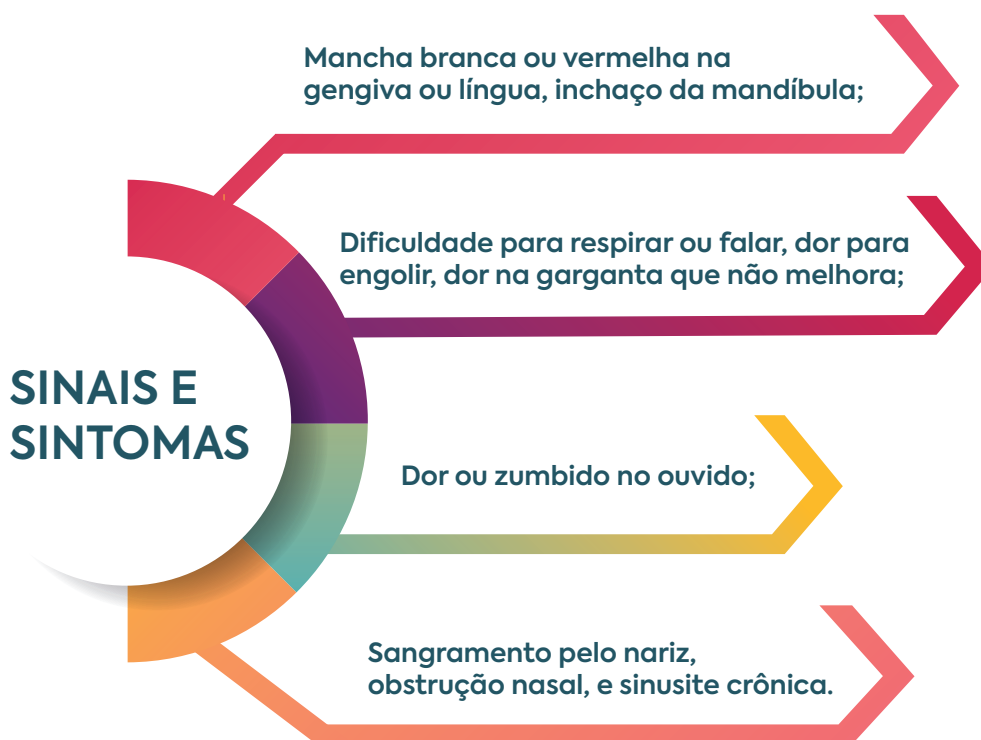 Mancha branca ou vermelha na
gengiva ou língua, inchaço da mandíbula;
Dificuldade para respirar ou falar, dor para
engolir, dor na garganta que não melhora;
SINAIS E
SINTOMAS
Dor ou zumbido no ouvido;
Sangramento pelo nariz,
obstrução nasal, e sinusite crônica.